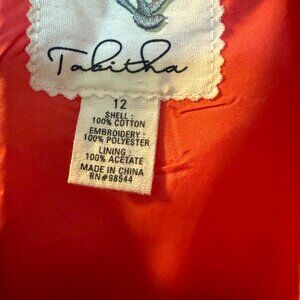 Tabitha
12
SHELL :
100% COTTON
EMBROIDERY :
100% POLYESTER
LINING :
100% ACETATE
MADE IN CHINA
RN#98544